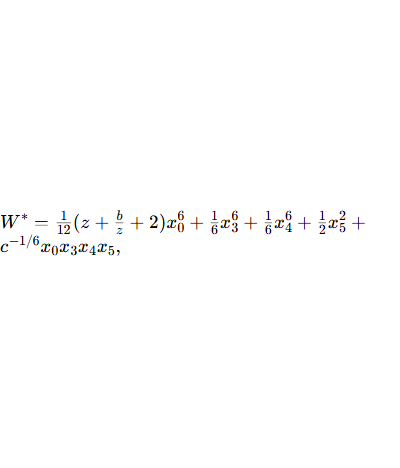 $W^* = \frac{1}{12}(z + \frac{b}{z} + 2)x_0^6 + \frac{1}{6}x_3^6 + \frac{1}{6}x_4^6 + \frac{1}{2}x_5^2 +$
$c^{-1/6}x_0x_3x_4x_5,$